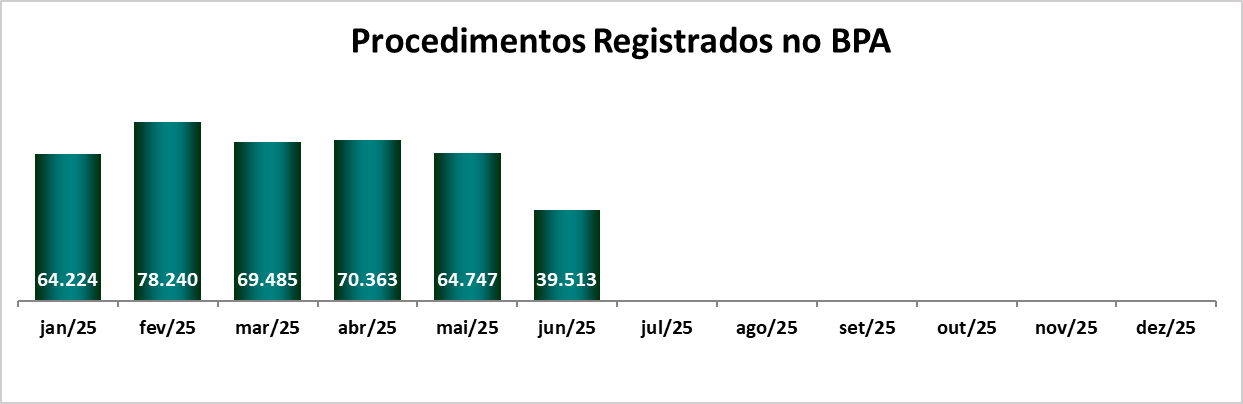 Procedimentos Registrados no BPA
64.224 78.240 69.485 70.363 64.747 39.513
jan/25 fev/25 mar/25 abr/25 mai/25 jun/25 jul/25 ago/25 set/25 out/25 nov/25 dez/25